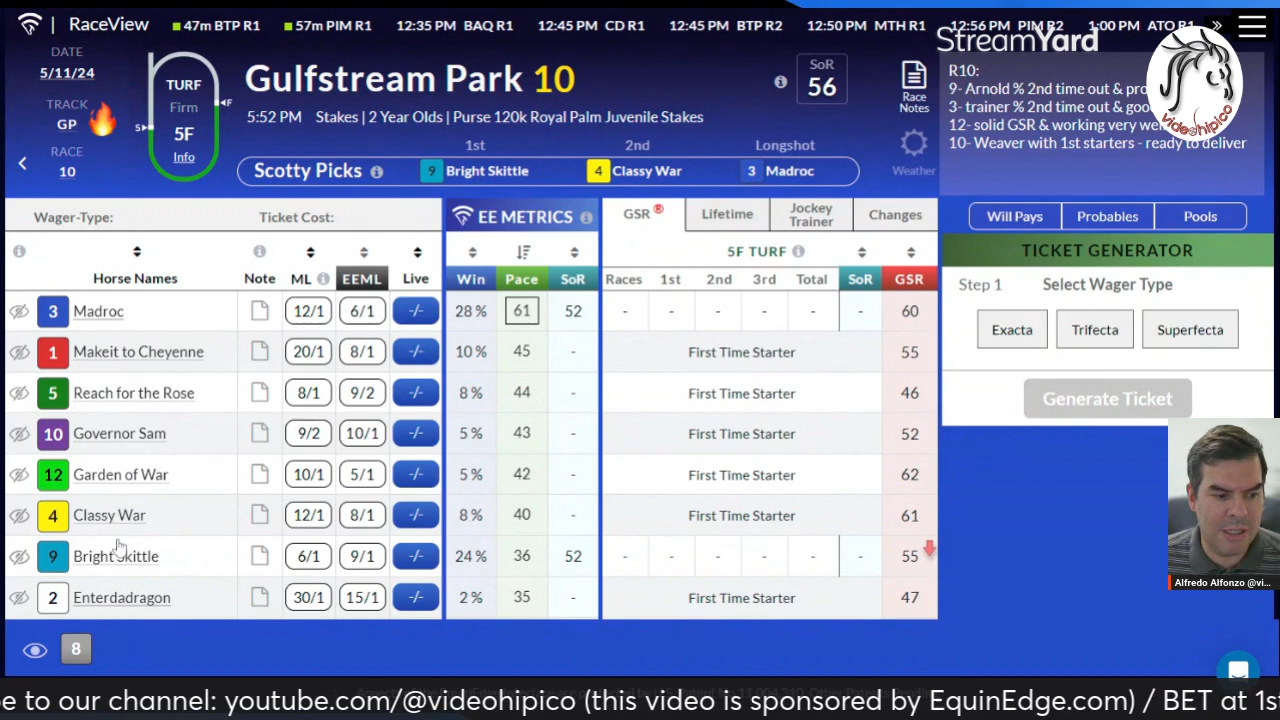 RaceView
47m BTP R1
57m PIM R1
12:35 PM BAQ R1
12:45 PM CD R1
12:45 PM BTP R2
12:50 PM MTH R1
12:56 PM PIM R2
1:00 PM ATO R1
StreamYard
DATE
5/11/24
TRACK
GP
RACE
10
TURF
Firm
5F
Info
F
S
Gulfstream Park 10
5:52 PM Stakes | 2 Year Olds | Purse 120k Royal Palm Juvenile Stakes
SoR
56
Race
Notes
Weather
1st 2nd Longshot
Scotty Picks 9 Bright Skittle 4 Classy War 3 Madroc
R10:
9- Arnold % 2nd time out &
3- trainer % 2nd time out &
12- solid GSR & working very
10- Weaver with 1st starters - ready to deliver
videohipico
Wager-Type: Ticket Cost:
EE METRICS
GSR® Lifetime Jockey Trainer Changes
5F TURF
Horse Names Note ML EEML Live Win Pace SoR Races 1st 2nd 3rd Total SoR GSR
3 Madroc 12/1 6/1 -/- 28 % 61 52 - - - - - - 60
1 Makeit to Cheyenne 20/1 8/1 -/- 10 % 45 - First Time Starter 55
5 Reach for the Rose 8/1 9/2 -/- 8 % 44 - First Time Starter 46
10 Governor Sam 9/2 10/1 -/- 5 % 43 - First Time Starter 52
12 Garden of War 10/1 5/1 -/- 5 % 42 - First Time Starter 62
4 Classy War 12/1 8/1 -/- 8 % 40 - First Time Starter 61
9 Bright Skittle 6/1 9/1 -/- 24 % 36 52 - - - - - - 55
2 Enterdadragon 30/1 15/1 -/- 2 % 35 - First Time Starter 47
8
Will Pays Probables Pools
TICKET GENERATOR
Step 1 Select Wager Type
Exacta Trifecta Superfecta
Generate Ticket
Alfredo Alfonzo @vi...
e to our channel: youtube.com/@videohipico (this video is sponsored by EquinEdge.com) / BET at 1s